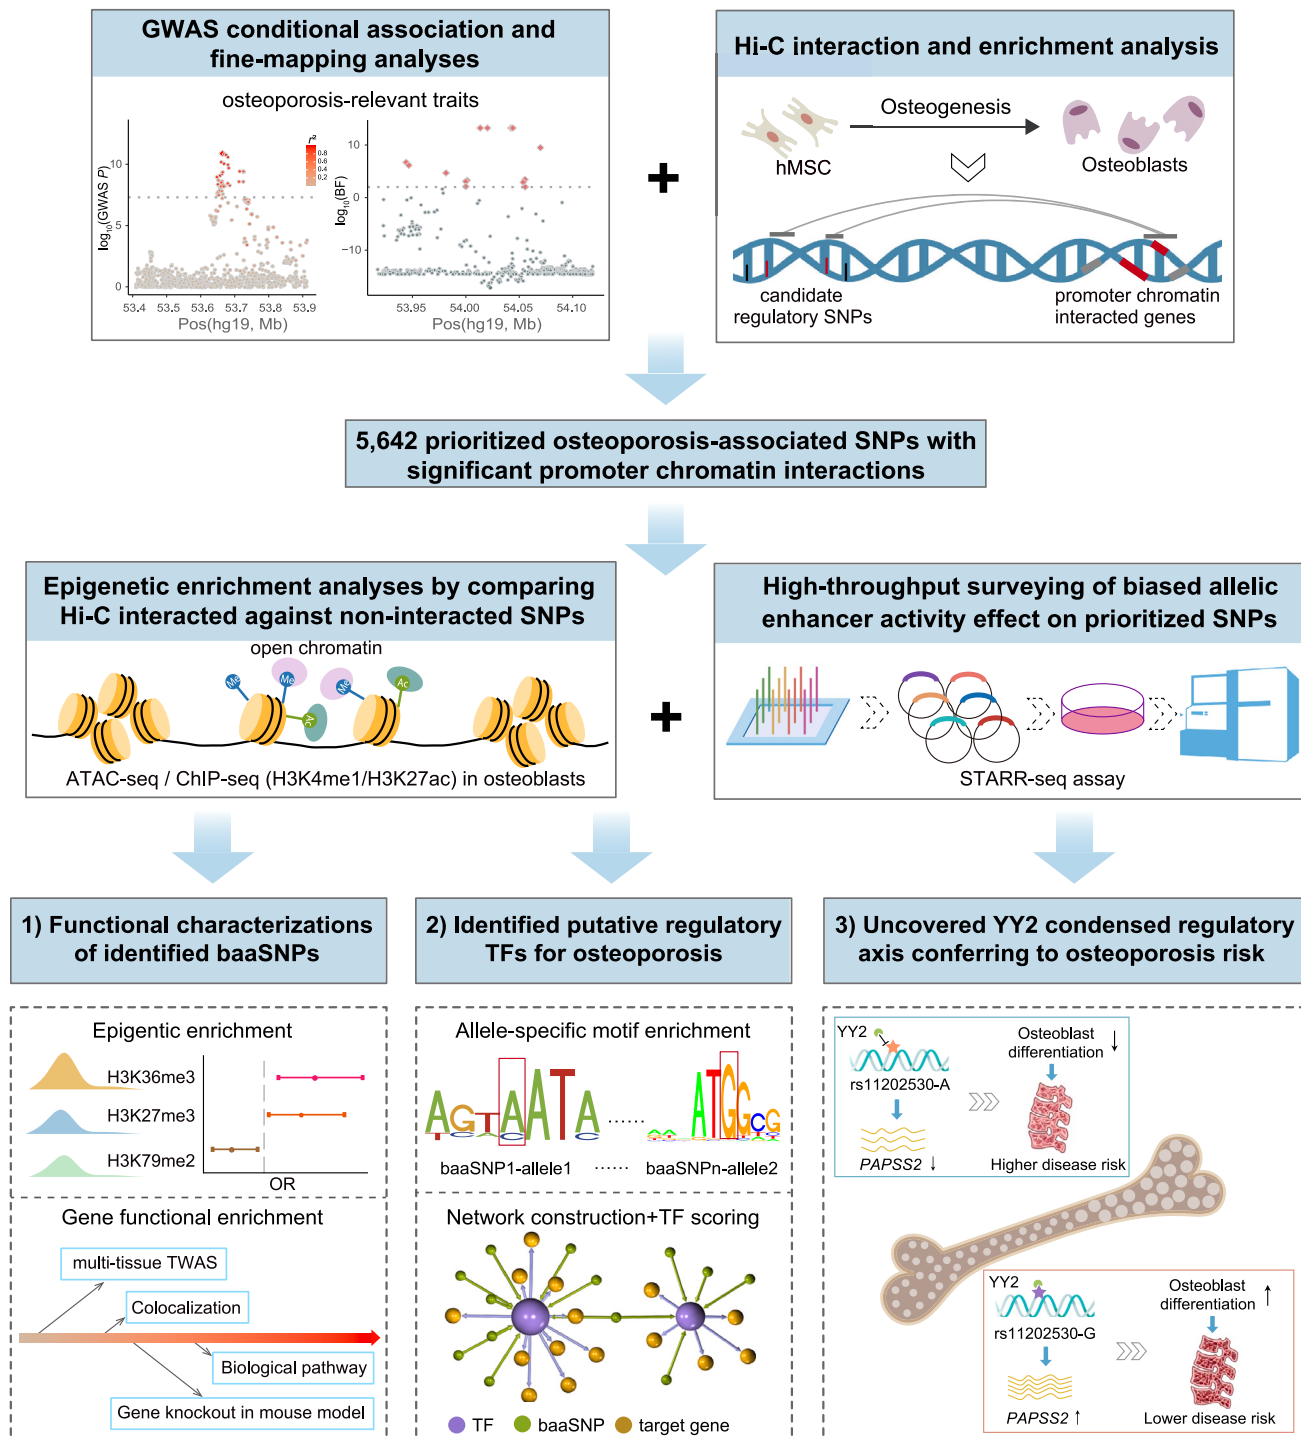 GWAS conditional association and
fine-mapping analyses
osteoporosis-relevant traits
r²
0.8
0.6
0.4
0.2
log₁₀(GWAS P)
10
5
0
53.4 53.5 53.6 53.7 53.8 53.9
Pos(hg19, Mb)
log₁₀(BF)
10
0
−10
53.95 54.00 54.05 54.10
Pos(hg19, Mb)
+
Hi-C interaction and enrichment analysis
Osteogenesis
hMSC
Osteoblasts
candidate
regulatory SNPs
promoter chromatin
interacted genes
5,642 prioritized osteoporosis-associated SNPs with
significant promoter chromatin interactions
Epigenetic enrichment analyses by comparing
Hi-C interacted against non-interacted SNPs
open chromatin
Me
Me
Me
Ac
Ac
ATAC-seq / ChIP-seq (H3K4me1/H3K27ac) in osteoblasts
+
High-throughput surveying of biased allelic
enhancer activity effect on prioritized SNPs
STARR-seq assay
1) Functional characterizations
of identified baaSNPs
Epigentic enrichment
H3K36me3
H3K27me3
H3K79me2
OR
Gene functional enrichment
multi-tissue TWAS
Colocalization
Biological pathway
Gene knockout in mouse model
2) Identified putative regulatory
TFs for osteoporosis
Allele-specific motif enrichment
AGTAATA ...... ATGGCG
baaSNP1-allele1 ...... baaSNPn-allele2
Network construction+TF scoring
TF baaSNP target gene
3) Uncovered YY2 condensed regulatory
axis conferring to osteoporosis risk
YY2
rs11202530-A
PAPSS2 ↓
Osteoblast
differentiation ↓
Higher disease risk
YY2
rs11202530-G
PAPSS2 ↑
Osteoblast
differentiation ↑
Lower disease risk